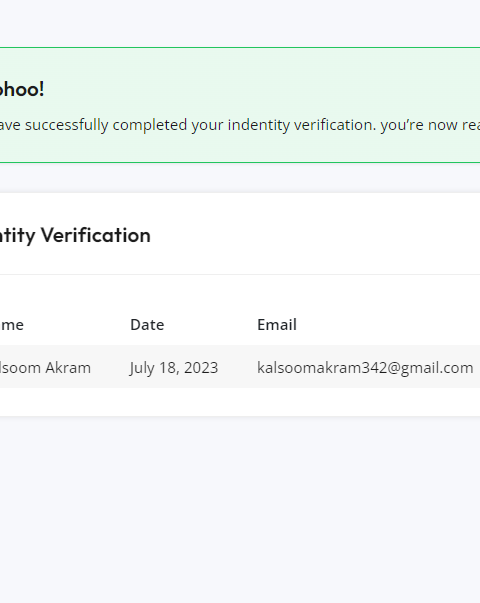 ohoo!
ave successfully completed your indentity verification. you’re now rea
ntity Verification
me Date Email
lsoom Akram July 18, 2023 kalsoomakram342@gmail.com